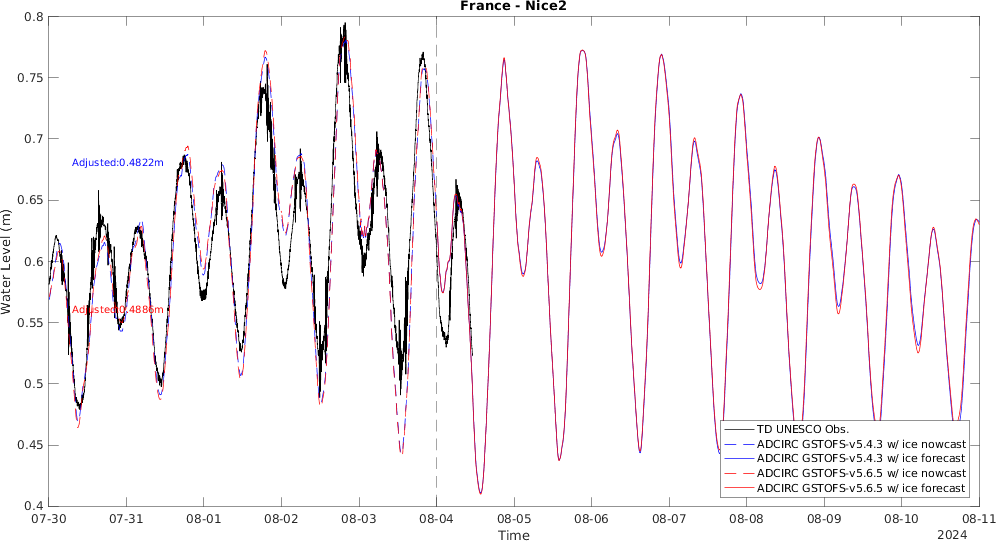 France - Nice2
0.8
0.75
0.7
0.65
0.6
0.55
0.5
0.45
0.4
Water Level (m)
Adjusted:0.4822m
Adjusted:0.4886m
TD UNESCO Obs.
ADCIRC GSTOFS-v5.4.3 w/ ice nowcast
ADCIRC GSTOFS-v5.4.3 w/ ice forecast
ADCIRC GSTOFS-v5.6.5 w/ ice nowcast
ADCIRC GSTOFS-v5.6.5 w/ ice forecast
07-30 07-31 08-01 08-02 08-03 08-04 08-05 08-06 08-07 08-08 08-09 08-10 08-11
Time
2024